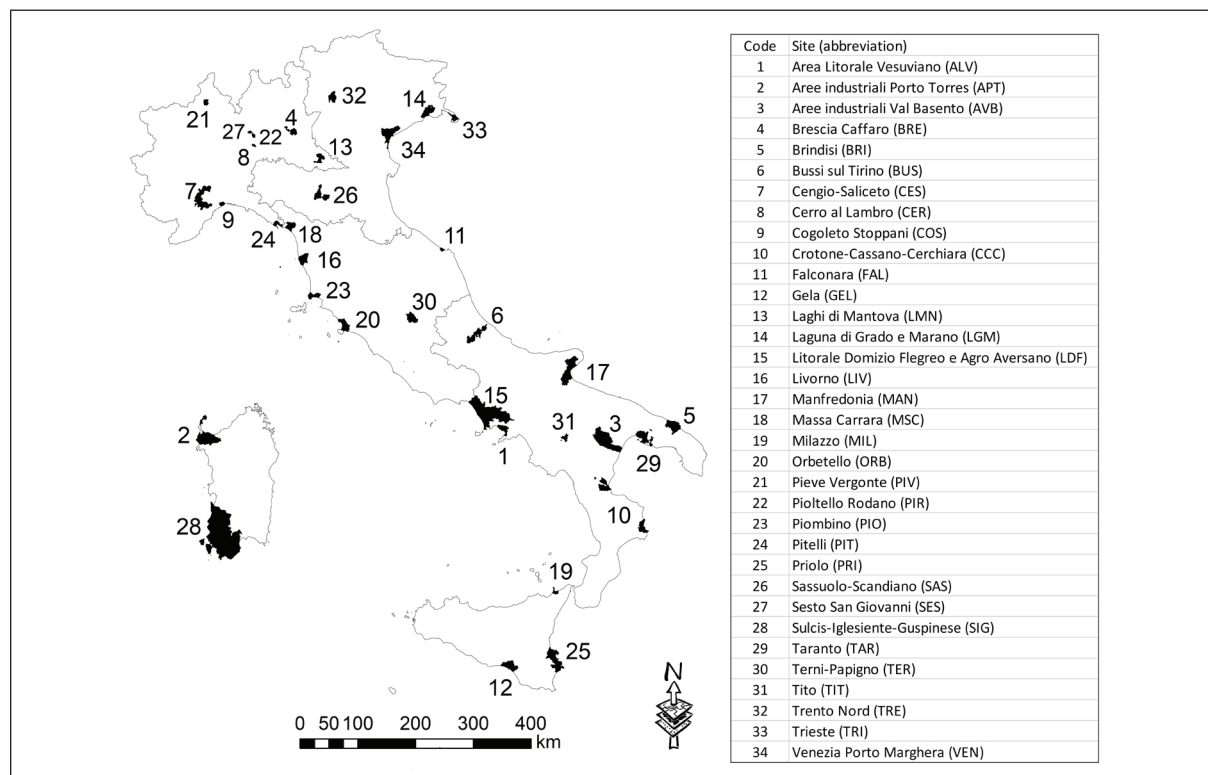 32
14
21
4
27
22
33
34
8
13
7
26
9
24
18
11
16
23
30
20
6
17
15
31
3
5
2
1
29
10
28
19
25
12
N
0 50 100 200 300 400
km
Code Site (abbreviation)
1 Area Litorale Vesuviano (ALV)
2 Aree industriali Porto Torres (APT)
3 Aree industriali Val Basento (AVB)
4 Brescia Caffaro (BRE)
5 Brindisi (BRI)
6 Bussi sul Tirino (BUS)
7 Cengio-Saliceto (CES)
8 Cerro al Lambro (CER)
9 Cogoleto Stoppani (COS)
10 Crotone-Cassano-Cerchiara (CCC)
11 Falconara (FAL)
12 Gela (GEL)
13 Laghi di Mantova (LMN)
14 Laguna di Grado e Marano (LGM)
15 Litorale Domizio Flegreo e Agro Aversano (LDF)
16 Livorno (LIV)
17 Manfredonia (MAN)
18 Massa Carrara (MSC)
19 Milazzo (MIL)
20 Orbetello (ORB)
21 Pieve Vergonte (PIV)
22 Pioltello Rodano (PIR)
23 Piombino (PIO)
24 Pitelli (PIT)
25 Priolo (PRI)
26 Sassuolo-Scandiano (SAS)
27 Sesto San Giovanni (SES)
28 Sulcis-Iglesiente-Guspinese (SIG)
29 Taranto (TAR)
30 Terni-Papigno (TER)
31 Tito (TIT)
32 Trento Nord (TRE)
33 Trieste (TRI)
34 Venezia Porto Marghera (VEN)